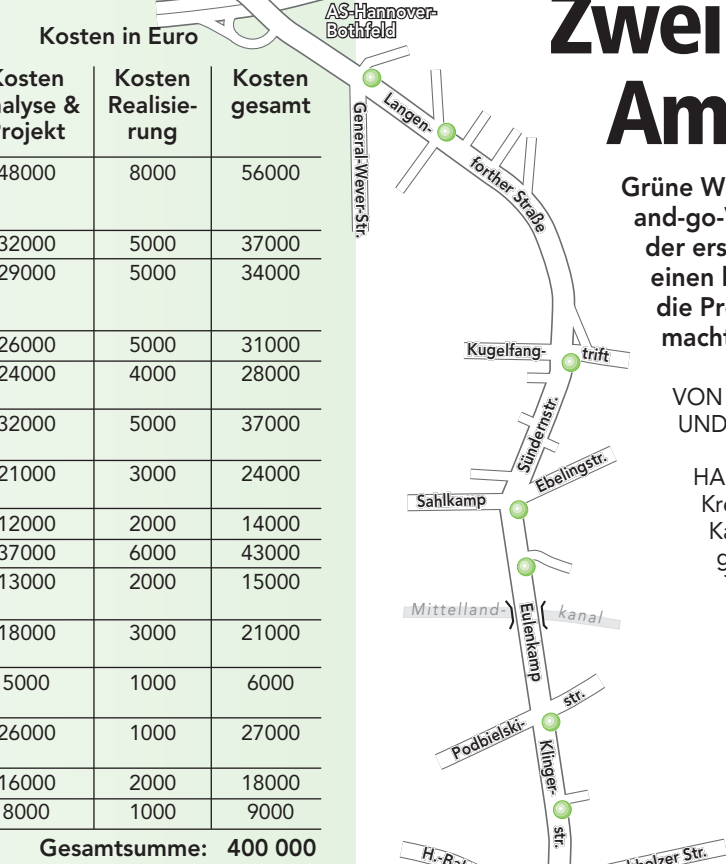 Kosten in Euro
Kosten
alyse &
Projekt
Kosten
Realisie-
rung
Kosten
gesamt
48000 8000 56000
32000 5000 37000
29000 5000 34000
26000 5000 31000
24000 4000 28000
32000 5000 37000
21000 3000 24000
12000 2000 14000
37000 6000 43000
13000 2000 15000
18000 3000 21000
5000 1000 6000
26000 1000 27000
16000 2000 18000
8000 1000 9000
Gesamtsumme: 400 000
AS-Hannover-
Bothfeld
General-Wever-Str.
Langen-
forther Straße
Kugelfang-
trift
Sündernstr.
Ebelingstr.
Sahlkamp
Mittelland-
kanal
Eulenkamp
Podbielski-
str.
Klinger-
str.
holzer Str.
Zwei
Am
Grüne W
and-go-
der ers
einen
die Pr
macht
VON
UND
HA
Kr
Ka
g